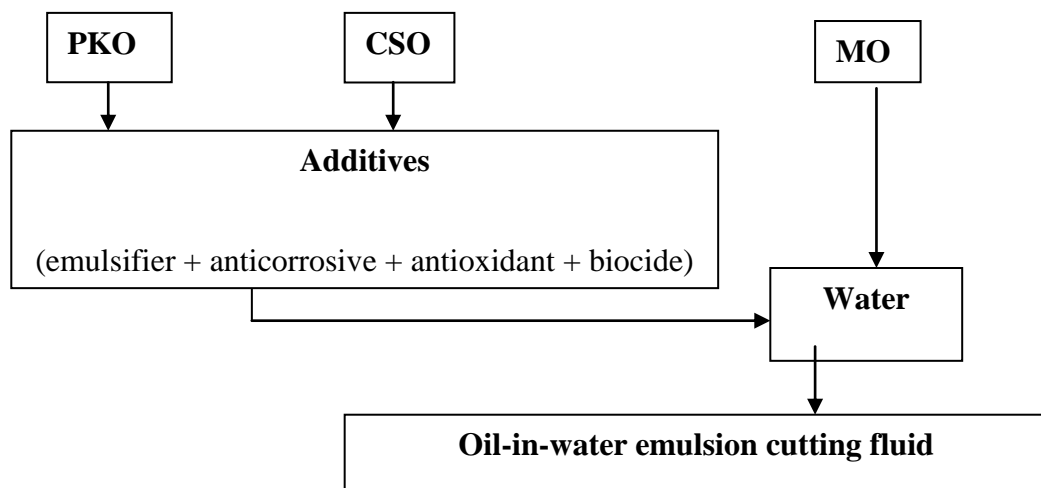 PKO
CSO
MO
Additives
(emulsifier + anticorrosive + antioxidant + biocide)
Water
Oil-in-water emulsion cutting fluid